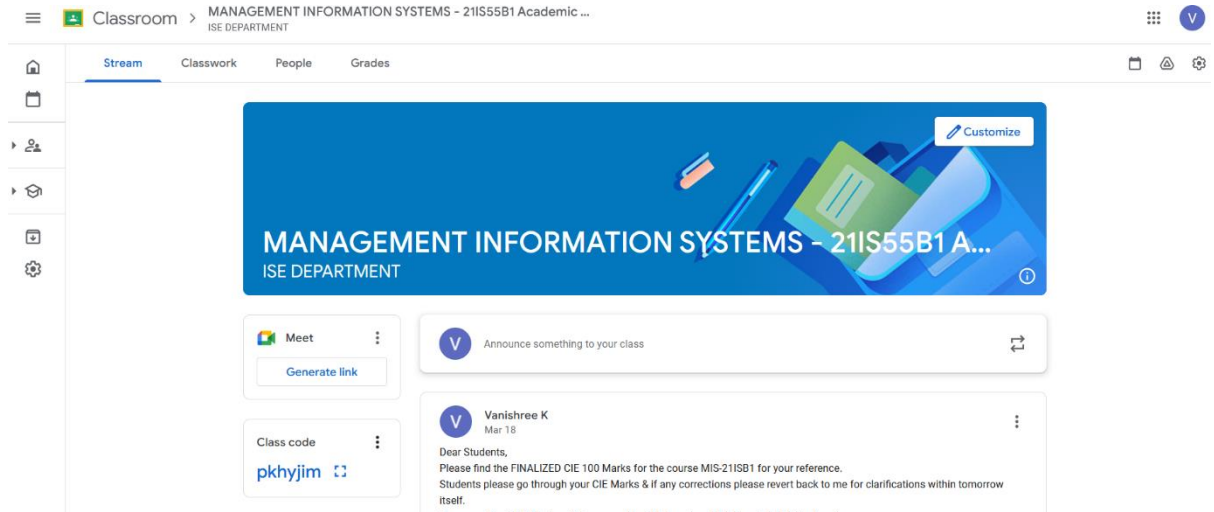 Classroom > MANAGEMENT INFORMATION SYSTEMS - 21IS55B1 Academic ...
ISE DEPARTMENT
V
Stream Classwork People Grades
Customize
MANAGEMENT INFORMATION SYSTEMS - 21IS55B1 A...
ISE DEPARTMENT
Meet
Generate link
V
Announce something to your class
Class code
pkhyjim
V
Vanishree K
Mar 18
Dear Students,
Please find the FINALIZED CIE 100 Marks for the course MIS-21ISB1 for your reference.
Students please go through your CIE Marks & if any corrections please revert back to me for clarifications within tomorrow
itself.